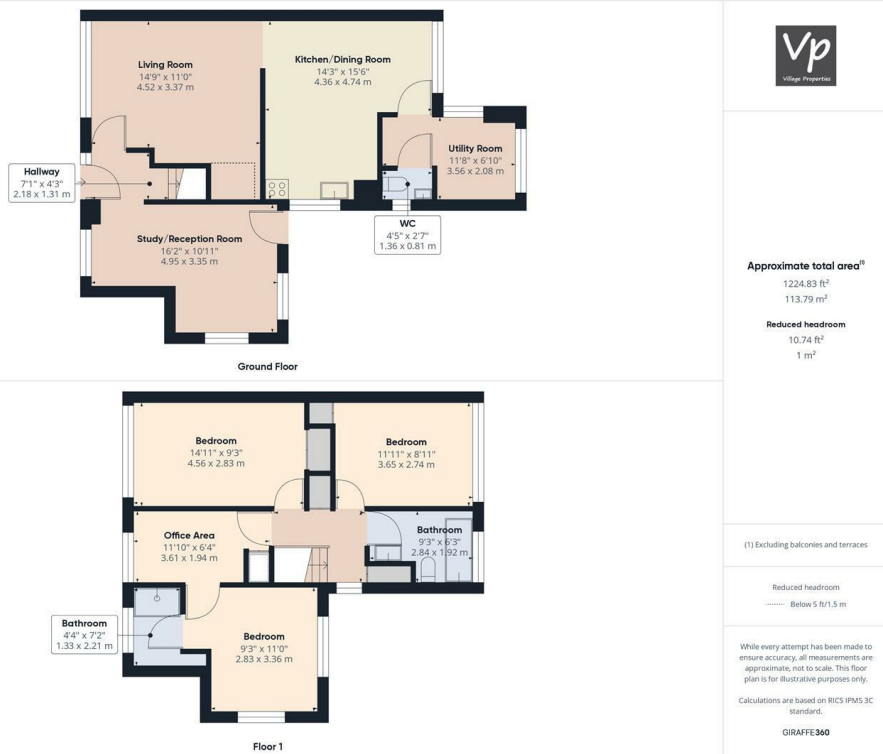 Living Room
14'9" x 11'0"
4.52 x 3.37 m
Kitchen/Dining Room
14'3" x 15'6"
4.36 x 4.74 m
Utility Room
11'8" x 6'10"
3.56 x 2.08 m
Hallway
7'1" x 4'3"
2.18 x 1.31 m
WC
4'5" x 2'7"
1.36 x 0.81 m
Study/Reception Room
16'2" x 10'11"
4.95 x 3.35 m
Ground Floor
Bedroom
14'11" x 9'3"
4.56 x 2.83 m
Bedroom
11'11" x 8'11"
3.65 x 2.74 m
Office Area
11'10" x 6'4"
3.61 x 1.94 m
Bathroom
9'3" x 6'3"
2.84 x 1.92 m
Bathroom
4'4" x 7'2"
1.33 x 2.21 m
Bedroom
9'3" x 11'0"
2.83 x 3.36 m
Floor 1
Vp
Village Properties
Approximate total area(1)
1224.83 ft²
113.79 m²
Reduced headroom
10.74 ft²
1 m²
(1) Excluding balconies and terraces
Reduced headroom
Below 5 ft/1.5 m
While every attempt has been made to
ensure accuracy, all measurements are
approximate, not to scale. This floor
plan is for illustrative purposes only.
Calculations are based on RICS IPMS 3C
standard.
GIRAFFE360